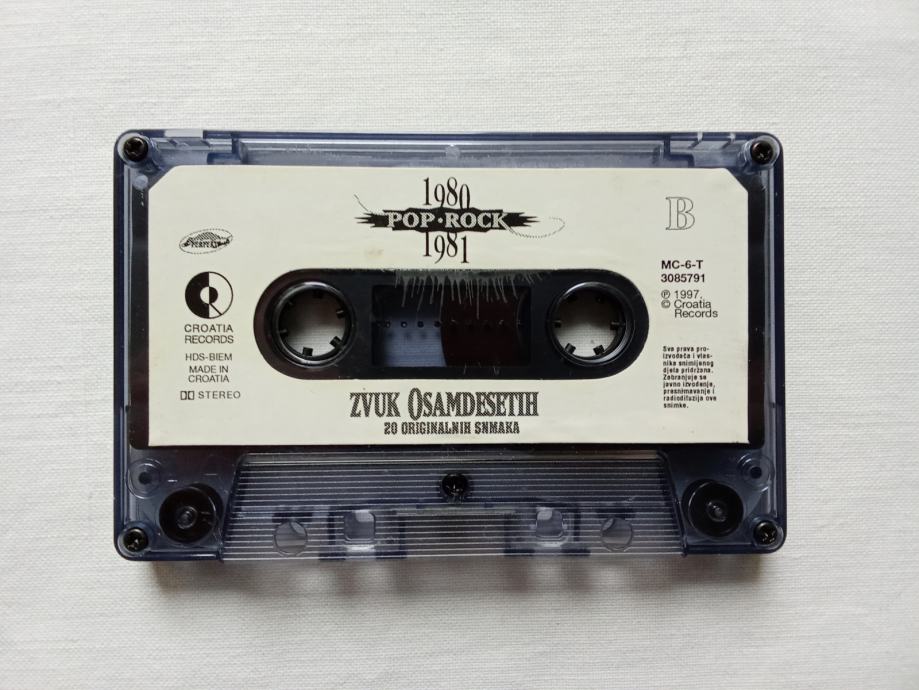 1980
POP•ROCK
1981
B
PERFEKT
CROATIA
RECORDS
HDS-BIEM
MADE IN
CROATIA
STEREO
MC-6-T
3085791
℗ 1997.
© Croatia
Records
Sva prava pro-
izvođača i vlas-
nika snimljenog
djela pridržana.
Zabranjuje se
javno izvođenje,
presnimavanje i
radiodifuzija ove
snimke.
ZVUK OSAMDESETIH
20 ORIGINALNIH SNMAKA